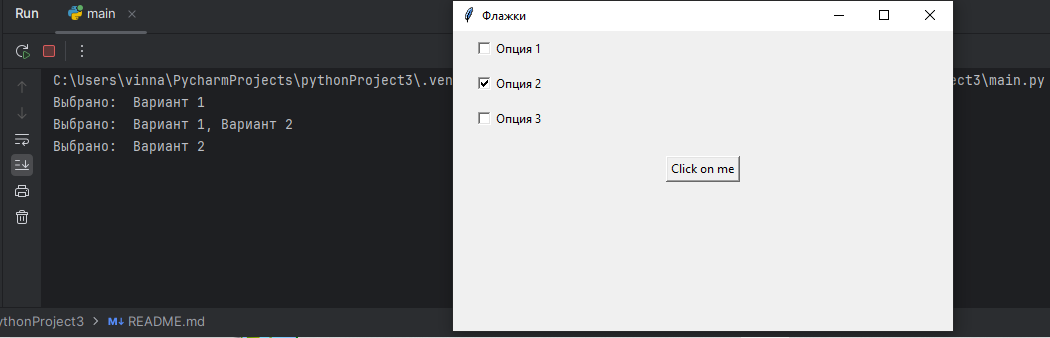 Run
main
C:\Users\vinna\PycharmProjects\pythonProject3\.ven
ect3\main.py
Выбрано: Вариант 1
Выбрано: Вариант 1, Вариант 2
Выбрано: Вариант 2
Флажки
Опция 1
Опция 2
Опция 3
Click on me
ythonProject3 > M↓ README.md